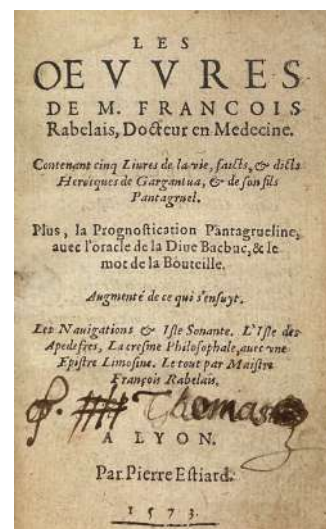 LES
OEVVRES
DE M. FRANCOIS
Rabelais, Docteur en Medecine.
Contenant cinq Liures de la vie, faicts, & dicts
Heroiques de Gargantua, & de son fils
Pantagruel.
Plus, la Prognostication Pantagrueline,
auec l'oracle de la Diue Bacbuc, & le
mot de la Bouteille.
Augmenté de ce qui s'ensuyt.
Les Nauigations & Isle Sonante. L'Isle des
Apedefres, La cresme Philosophale, auec vne
Epistre Limosine. Le tout par Maistre
François Rabelais.
Thomas
A LYON.
Par Pierre Estiard.
1573.